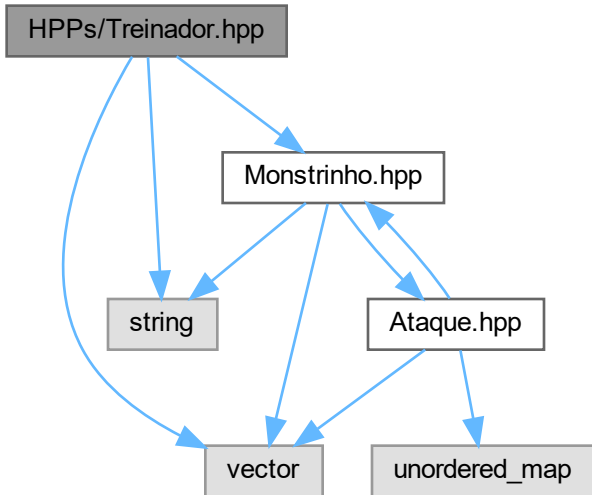 HPPs/Treinador.hpp
Monstrinho.hpp
string
Ataque.hpp
vector
unordered_map